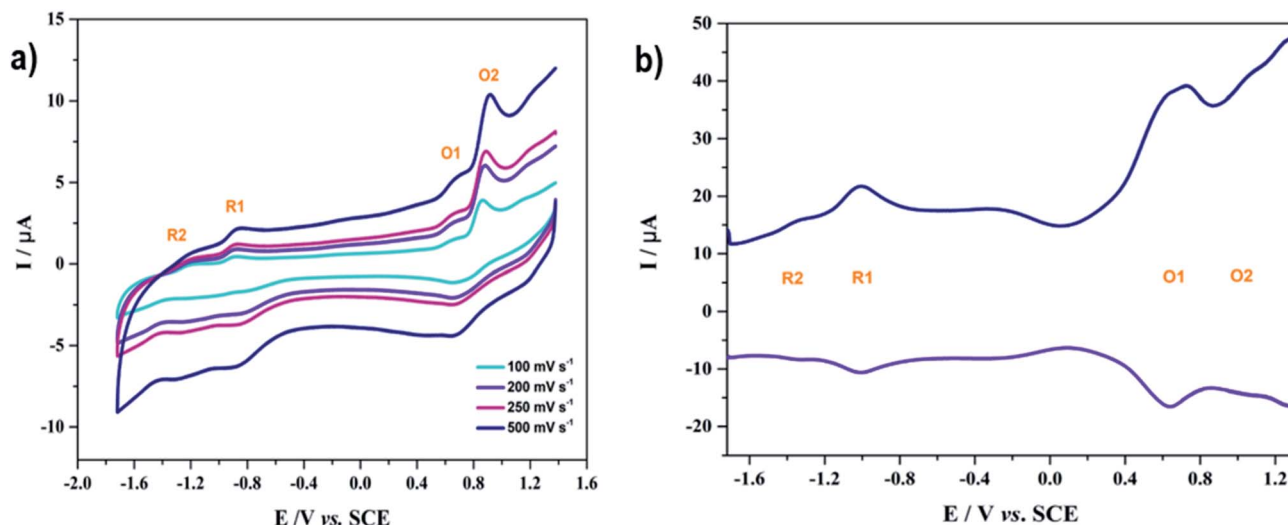 a)
I / µA
15
10
5
0
-5
-10
O2
O1
R1
R2
100 mV s⁻¹
200 mV s⁻¹
250 mV s⁻¹
500 mV s⁻¹
-2.0 -1.6 -1.2 -0.8 -0.4 0.0 0.4 0.8 1.2 1.6
E /V vs. SCE
b)
I / µA
50
40
30
20
10
0
-10
-20
R2 R1 O1 O2
-1.6 -1.2 -0.8 -0.4 0.0 0.4 0.8 1.2
E /V vs. SCE